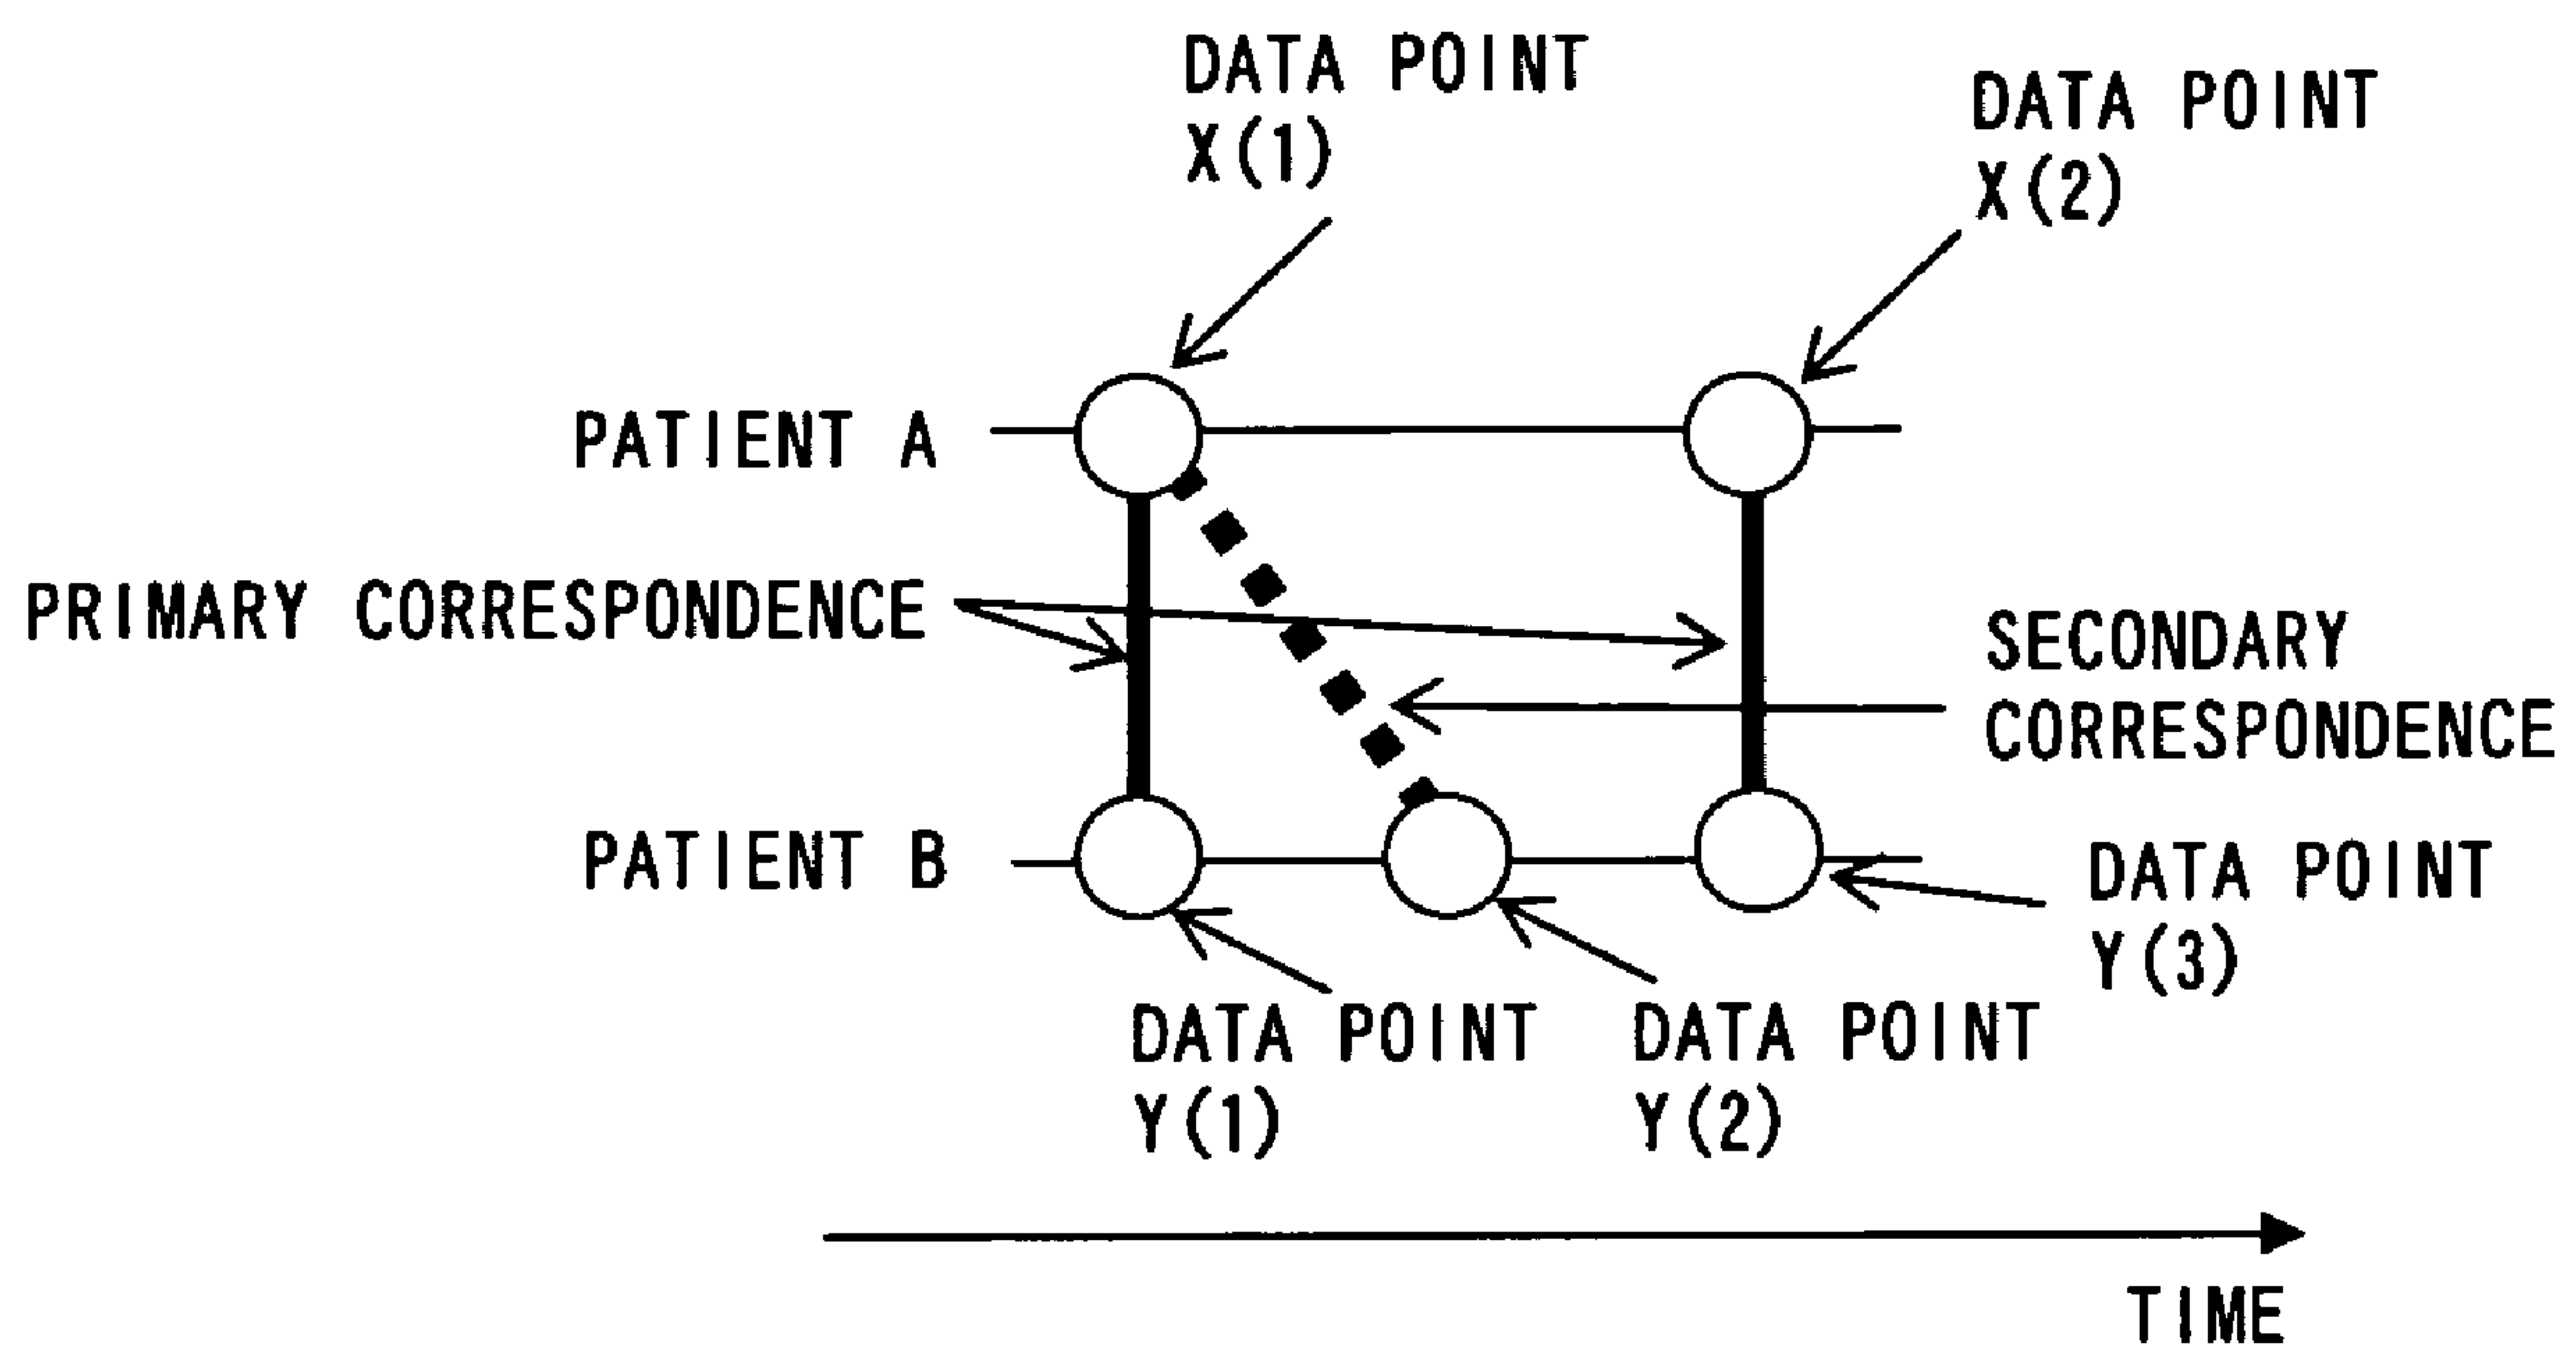 DATA POINT
X(1)
DATA POINT
X(2)
PATIENT A
PRIMARY CORRESPONDENCE
SECONDARY
CORRESPONDENCE
PATIENT B
DATA POINT
Y(3)
DATA POINT
Y(1)
DATA POINT
Y(2)
TIME